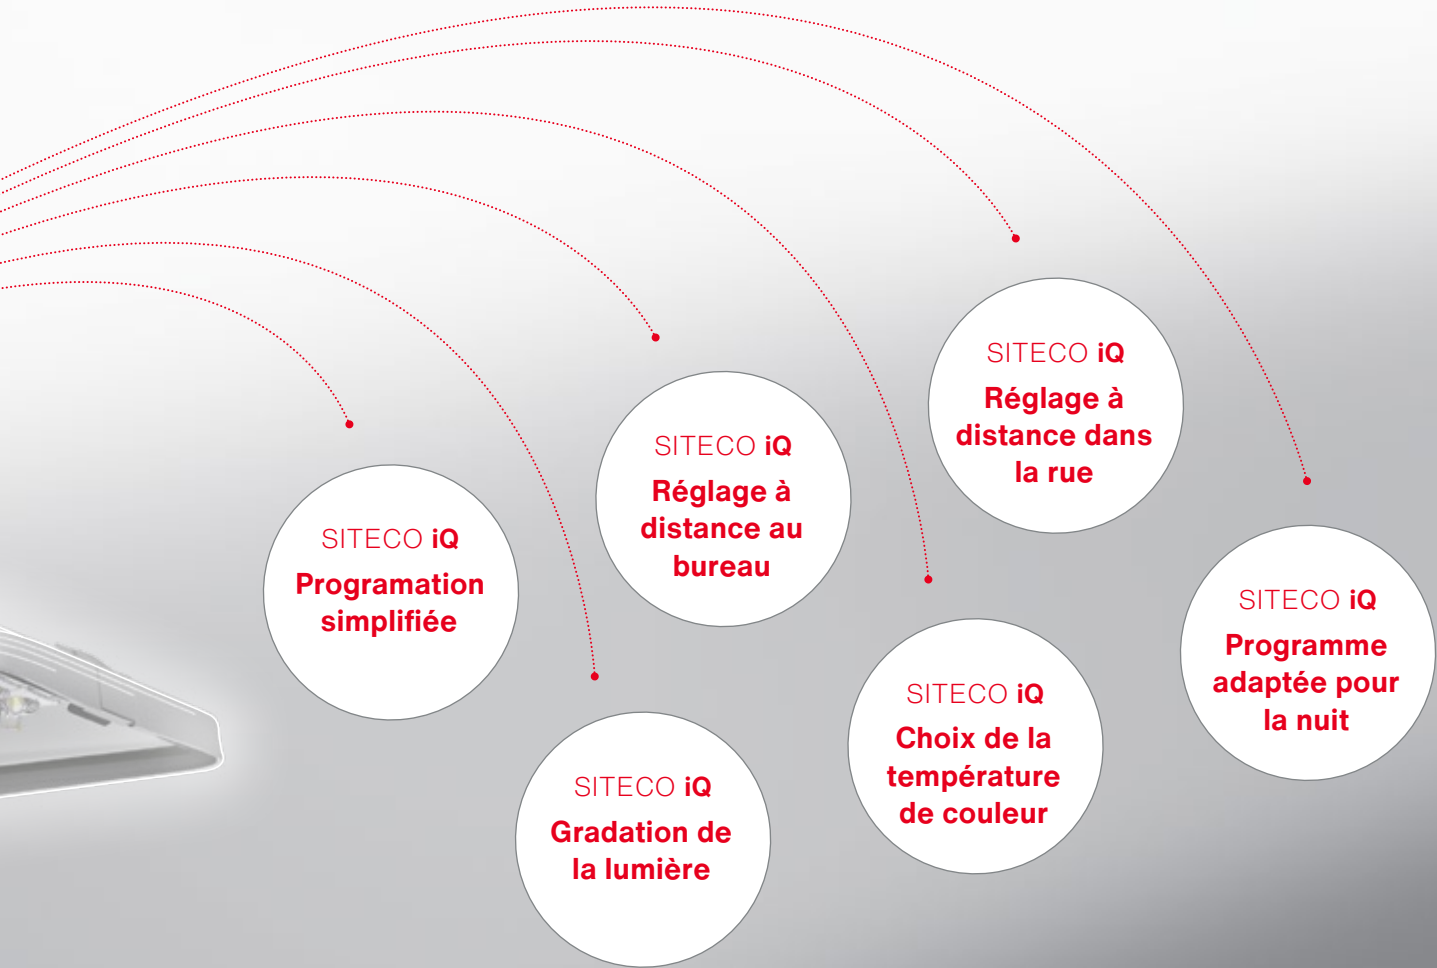 SITECO iQ
Programation
simplifiée
SITECO iQ
Gradation de
la lumière
SITECO iQ
Réglage à
distance au
bureau
SITECO iQ
Choix de la
température
de couleur
SITECO iQ
Réglage à
distance dans
la rue
SITECO iQ
Programme
adaptée pour
la nuit